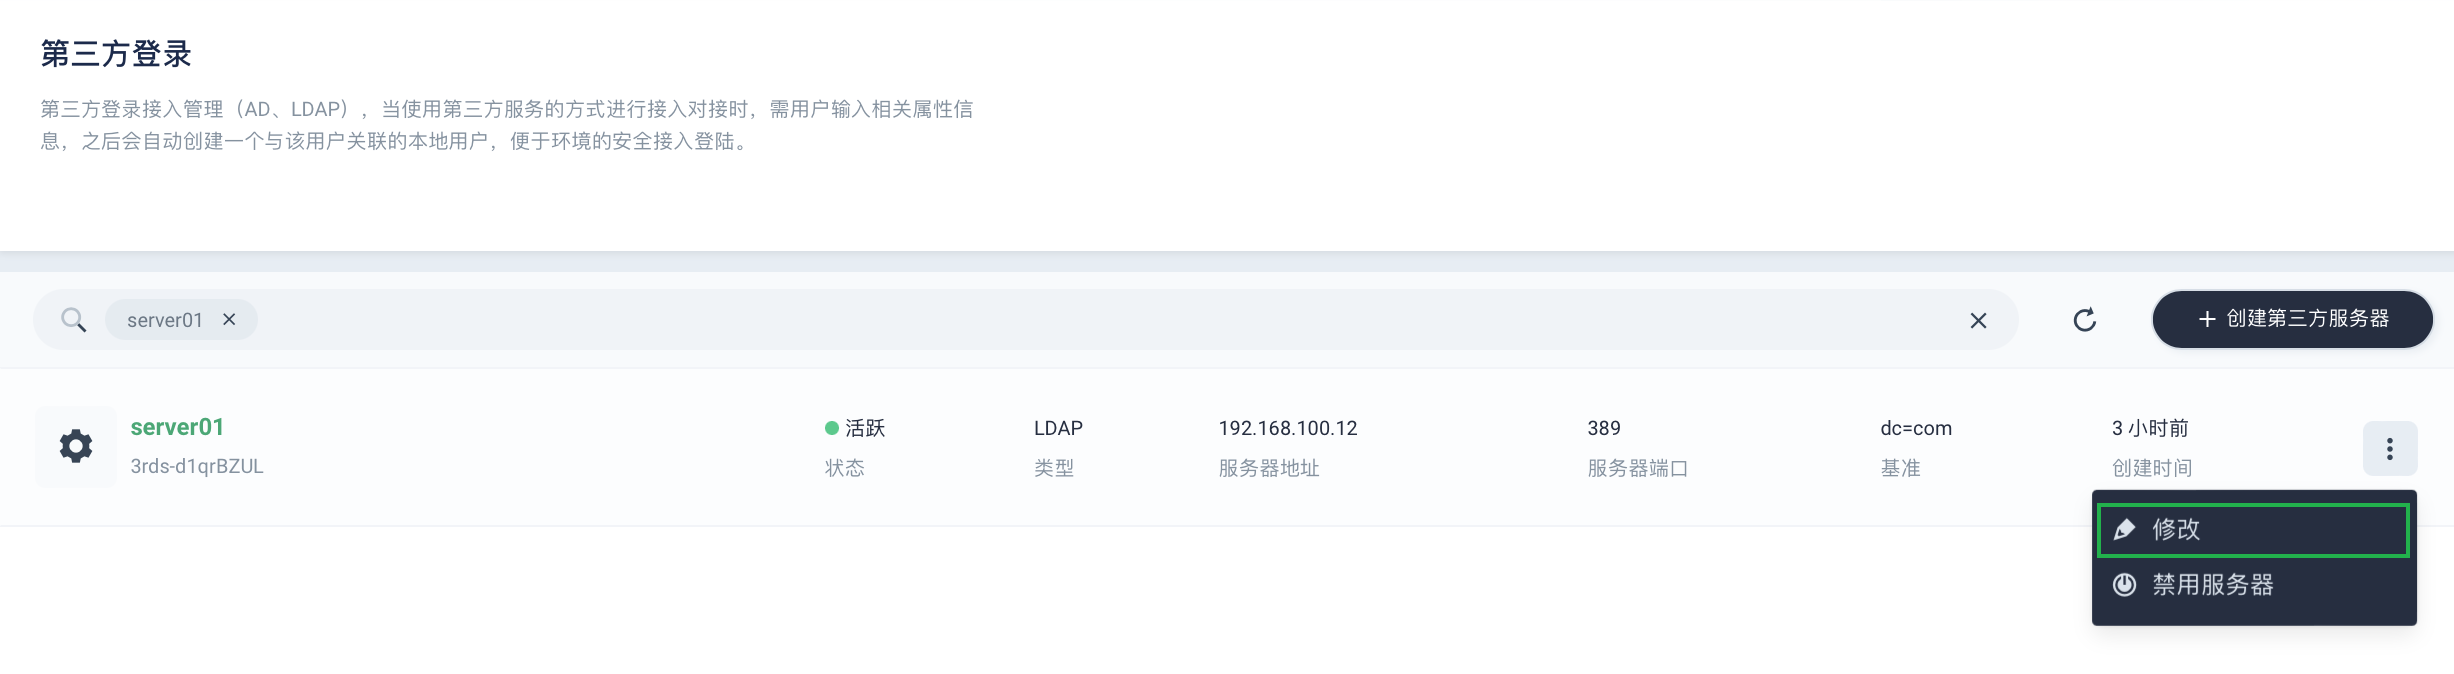 第三方登录
第三方登录接入管理（AD、LDAP），当使用第三方服务的方式进行接入对接时，需用户输入相关属性信
息，之后会自动创建一个与该用户关联的本地用户，便于环境的安全接入登陆。
server01
创建第三方服务器
server01 活跃 LDAP 192.168.100.12 389 dc=com 3 小时前
3rds-d1qrBZUL 状态 类型 服务器地址 服务器端口 基准 创建时间
修改
禁用服务器